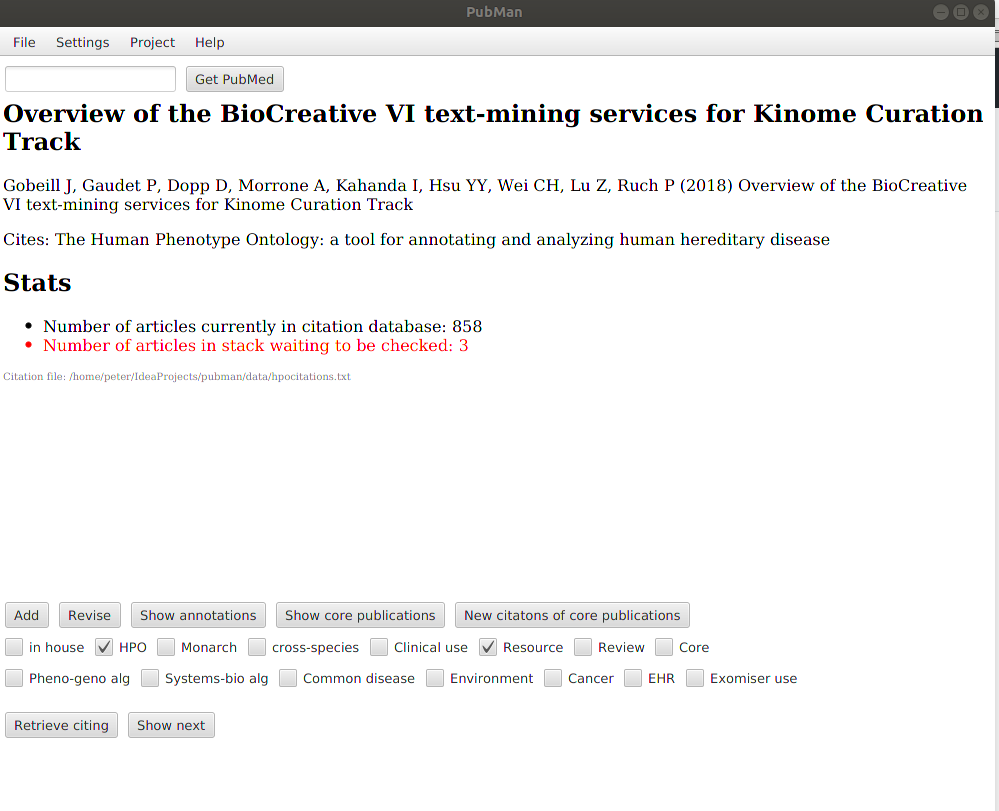 PubMan
File Settings Project Help
Get PubMed
Overview of the BioCreative VI text-mining services for Kinome Curation
Track
Gobeill J, Gaudet P, Dopp D, Morrone A, Kahanda I, Hsu YY, Wei CH, Lu Z, Ruch P (2018) Overview of the BioCreative
VI text-mining services for Kinome Curation Track
Cites: The Human Phenotype Ontology: a tool for annotating and analyzing human hereditary disease
Stats
Number of articles currently in citation database: 858
Number of articles in stack waiting to be checked: 3
Citation file: /home/peter/IdeaProjects/pubman/data/hpocitations.txt
Add Revise Show annotations Show core publications New citatons of core publications
in house HPO Monarch cross-species Clinical use Resource Review Core
Pheno-geno alg Systems-bio alg Common disease Environment Cancer EHR Exomiser use
Retrieve citing Show next